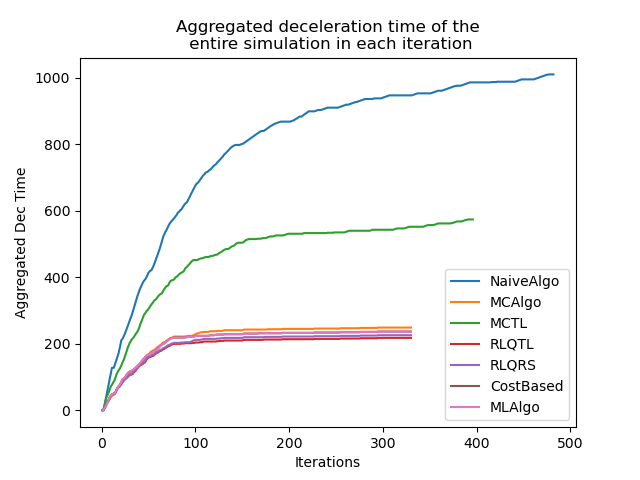 Aggregated deceleration time of the
entire simulation in each iteration
Aggregated Dec Time
1000
800
600
400
200
0
NaiveAlgo
MCAlgo
MCTL
RLQTL
RLQRS
CostBased
MLAlgo
0 100 200 300 400 500
Iterations